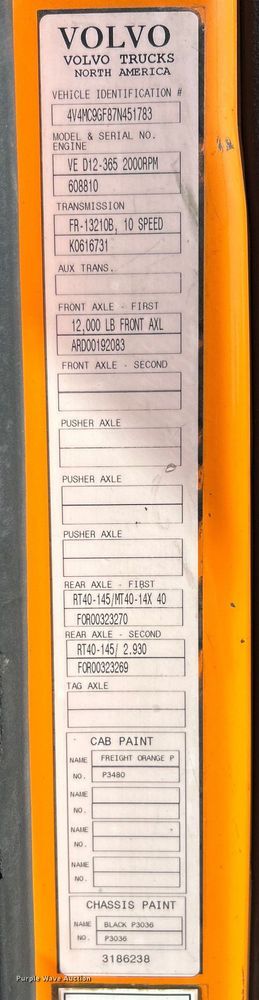 VOLVO
VOLVO TRUCKS
NORTH AMERICA
VEHICLE IDENTIFICATION #
4V4MC9GF87N451783
MODEL & SERIAL NO.
ENGINE
VE D12-365 2000RPM
608810
TRANSMISSION
FR-13210B, 10 SPEED
K0616731
AUX TRANS.
FRONT AXLE - FIRST
12,000 LB FRONT AXL
ARD00192083
FRONT AXLE - SECOND
PUSHER AXLE
PUSHER AXLE
PUSHER AXLE
REAR AXLE - FIRST
RT40-145/MT40-14X 40
FOR00323270
REAR AXLE - SECOND
RT40-145/ 2.930
FOR00323269
TAG AXLE
CAB PAINT
NAME FREIGHT ORANGE P
NO. P3480
NAME
NO.
NAME
NO.
NAME
NO.
CHASSIS PAINT
NAME BLACK P3036
NO. P3036
3186238
Purple Wave Auction